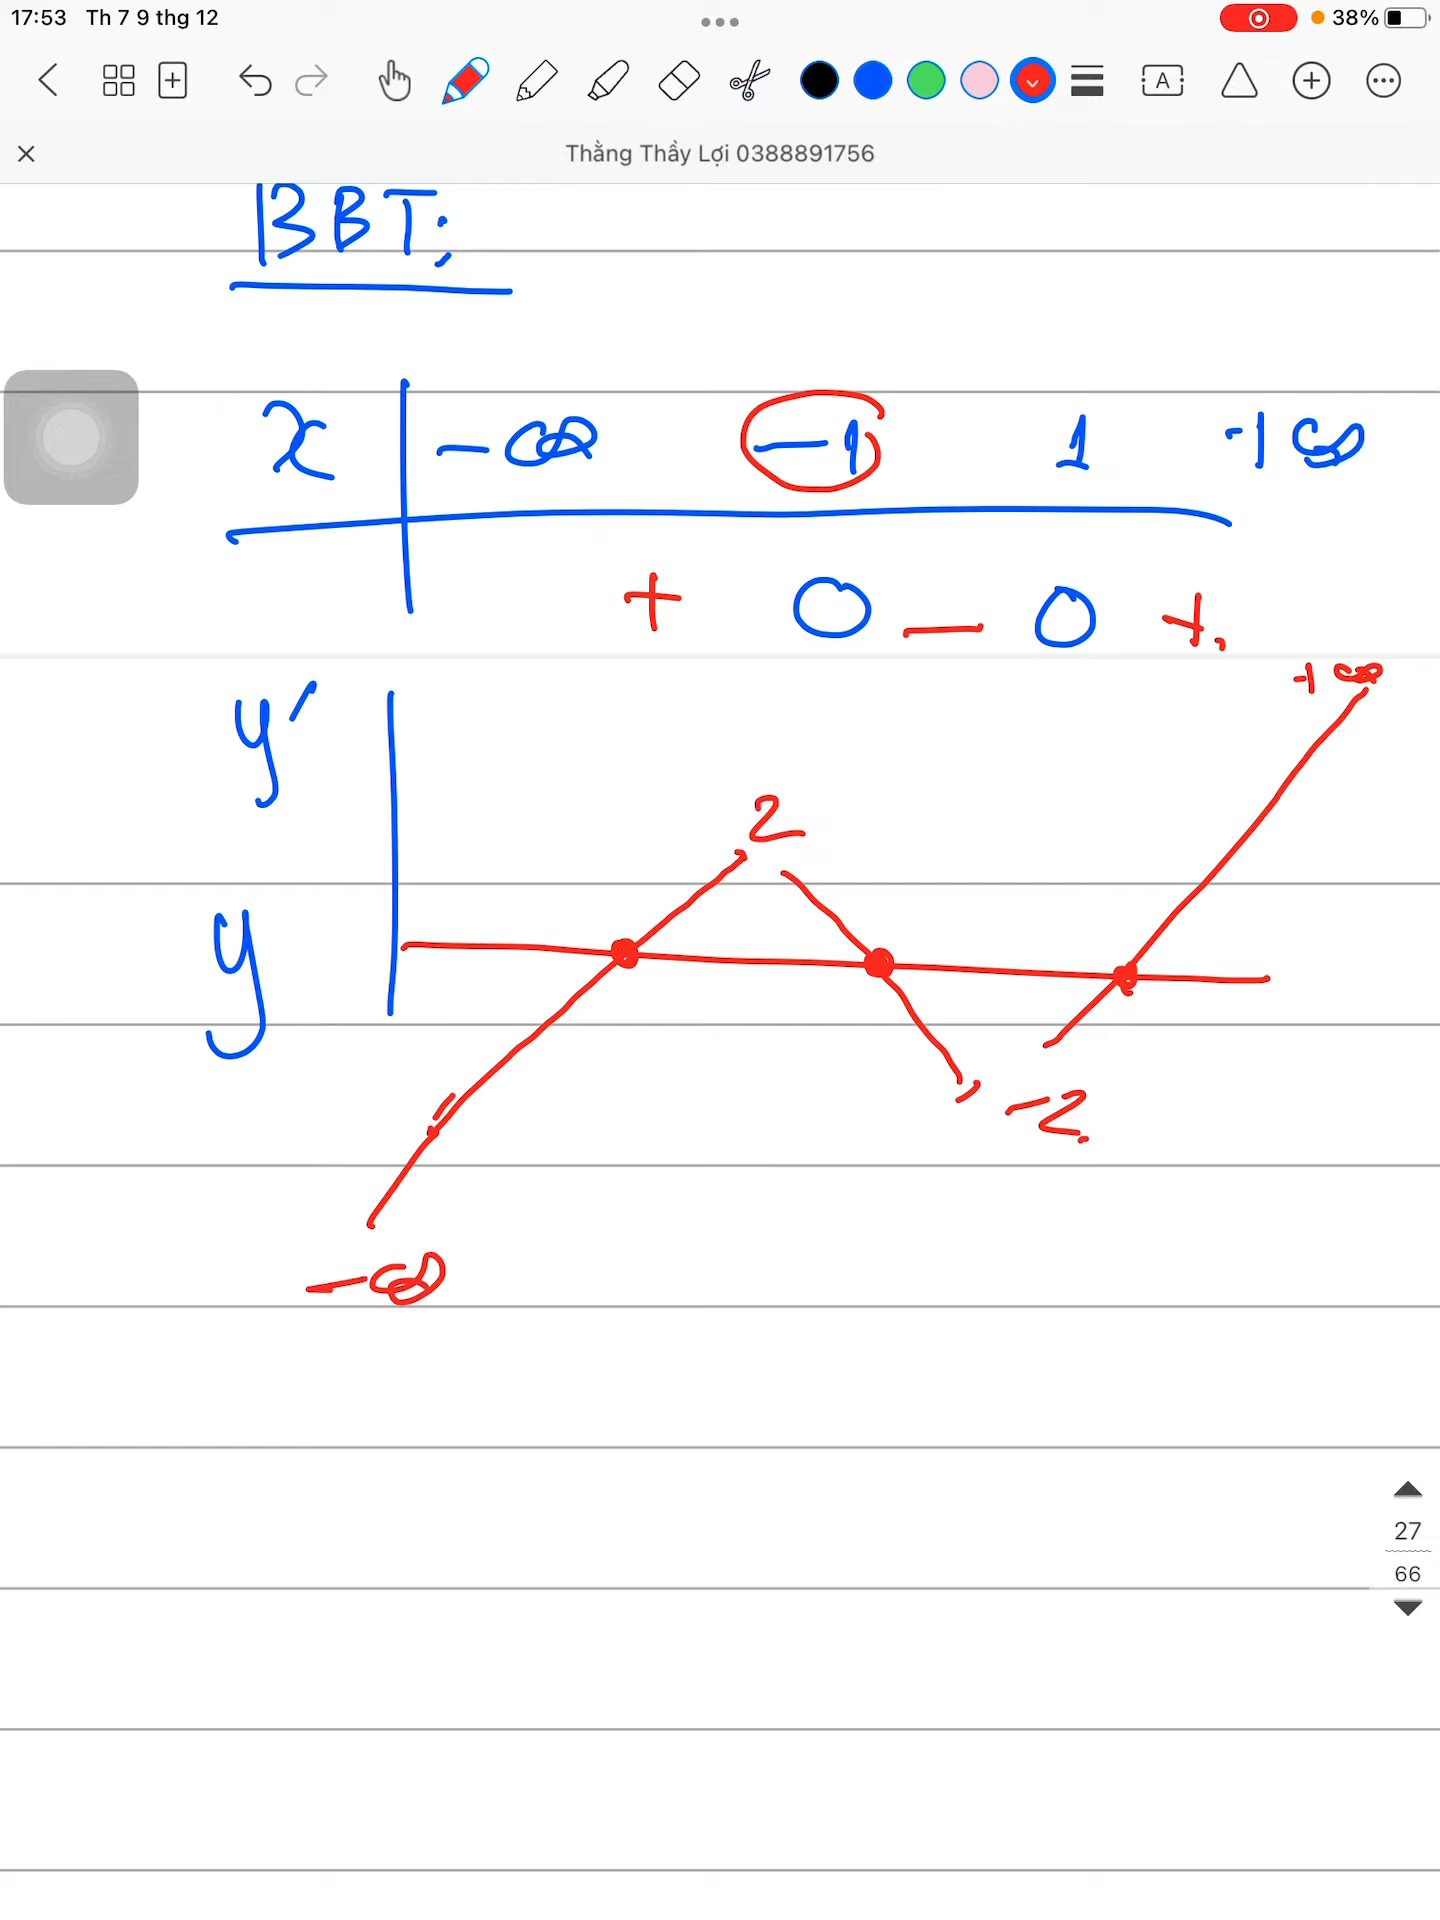 17:53 Th 7 9 thg 12
38%
A
Thằng Thầy Lợi 0388891756
BBT:
x -∞ -1 1 +∞
+ 0 - 0 +
y'
+∞
2
y
-2
-∞
27
66